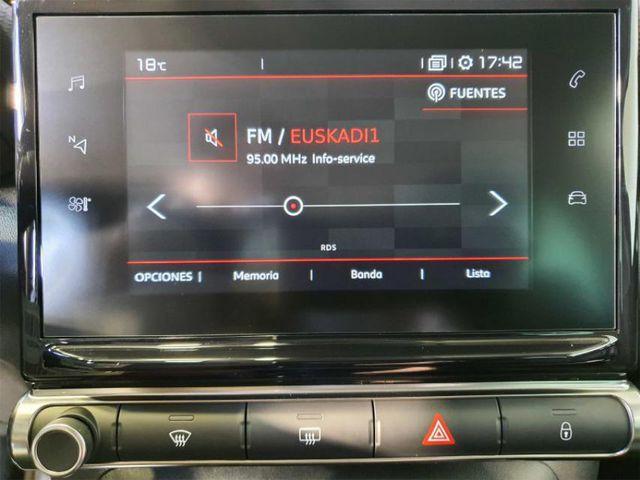 18°C 17:42
FUENTES
FM / EUSKADI1
95.00 MHz Info-service
RDS
OPCIONES Memoria Banda Lista
N